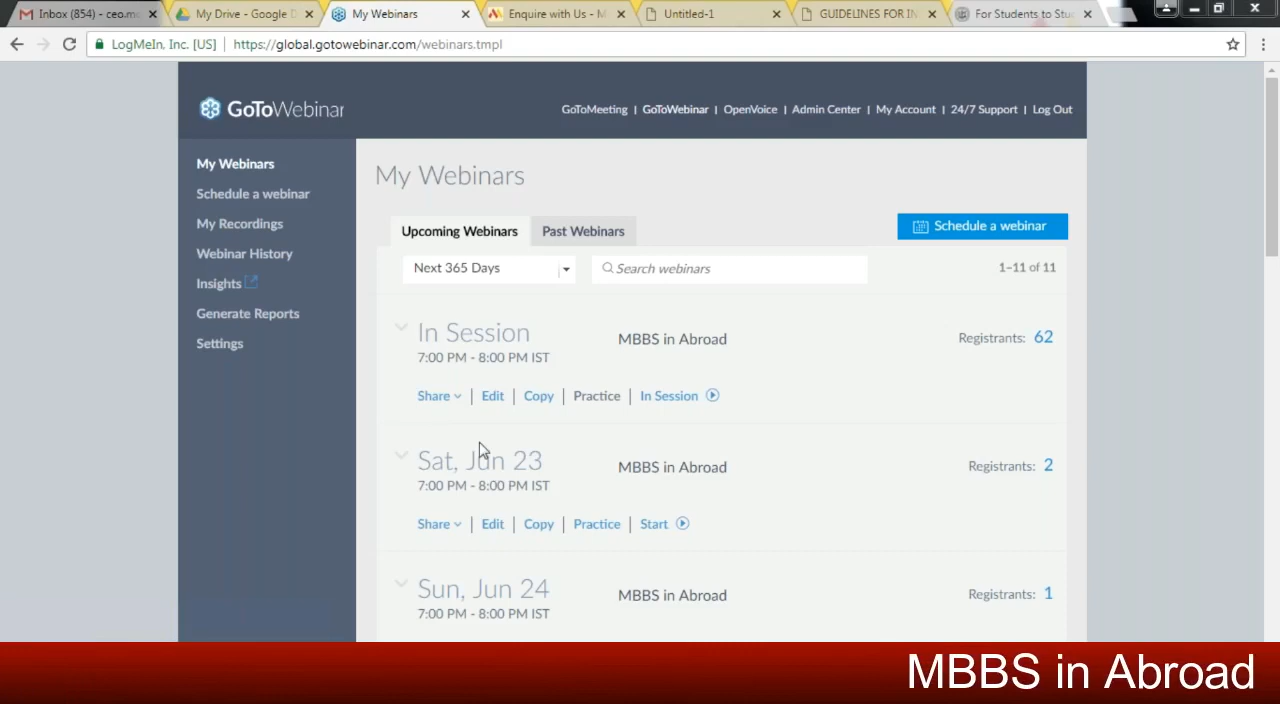 Inbox (854) - ceo.m
My Drive - Google D
My Webinars
Enquire with Us - M
Untitled-1
GUIDELINES FOR IN
For Students to Stu
LogMeIn, Inc. [US]
https://global.gotowebinar.com/webinars.tmpl
GoToWebinar
GoToMeeting | GoToWebinar | OpenVoice | Admin Center | My Account | 24/7 Support | Log Out
My Webinars
Schedule a webinar
My Recordings
Webinar History
Insights
Generate Reports
Settings
My Webinars
Upcoming Webinars
Past Webinars
Schedule a webinar
Next 365 Days
Search webinars
1–11 of 11
In Session
MBBS in Abroad
Registrants: 62
7:00 PM - 8:00 PM IST
Share | Edit | Copy | Practice | In Session
Sat, Jun 23
MBBS in Abroad
Registrants: 2
7:00 PM - 8:00 PM IST
Share | Edit | Copy | Practice | Start
Sun, Jun 24
MBBS in Abroad
Registrants: 1
7:00 PM - 8:00 PM IST
MBBS in Abroad